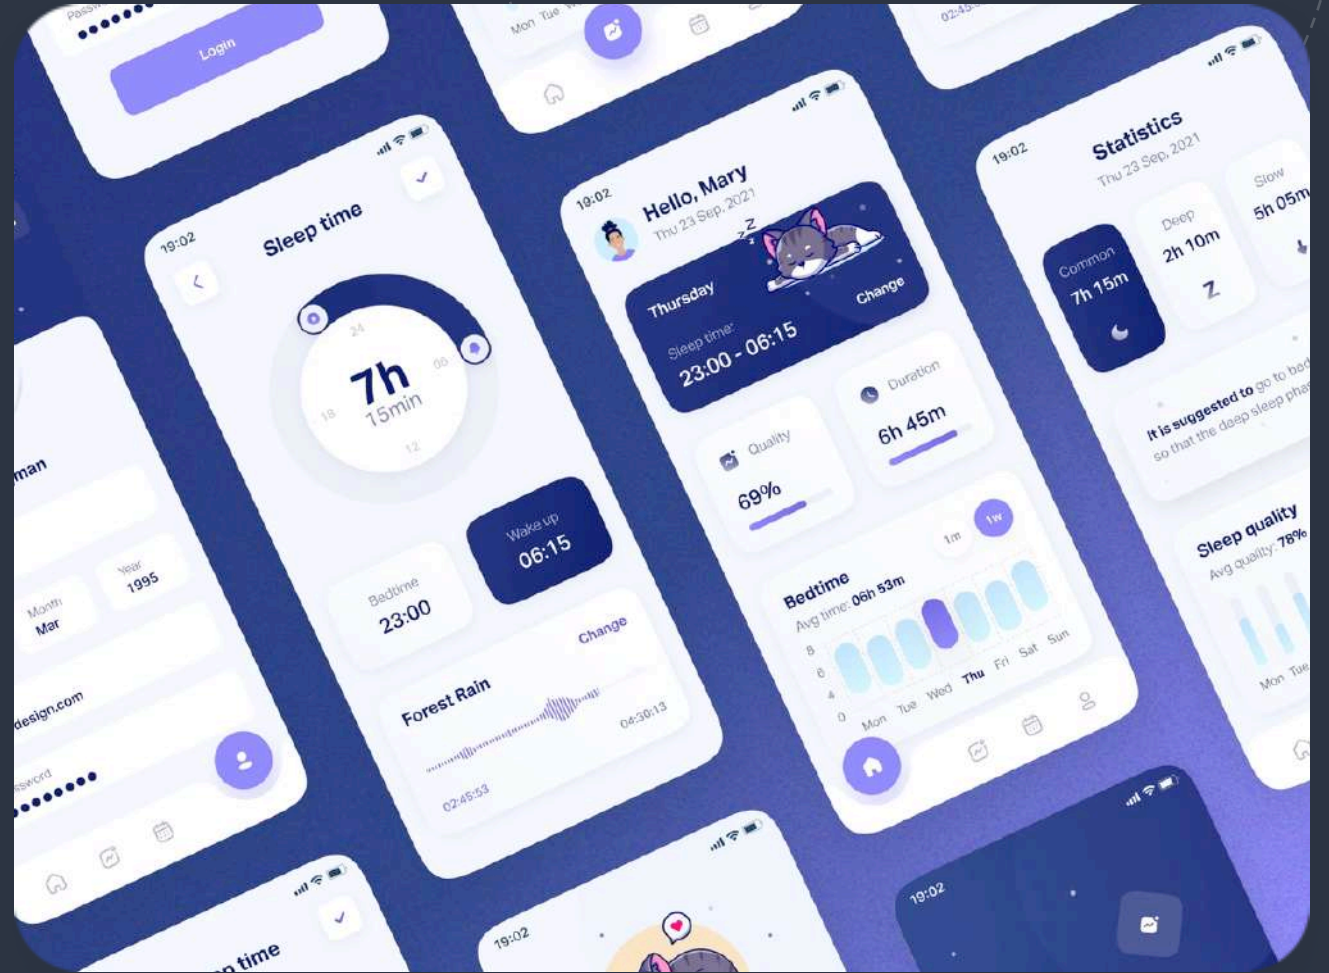 Login
Mon Tue
19:02
Sleep time
24
06
18
12
7h
15min
Bedtime
23:00
Wake up
06:15
Forest Rain
Change
02:45:53
04:30:13
19:02
Hello, Mary
Thu 23 Sep, 2021
z
z
z
Thursday
Sleep time:
23:00 - 06:15
Change
Quality
69%
Duration
6h 45m
Bedtime
Avg time: 06h 53m
1m
1w
8
6
4
0
Mon Tue Wed Thu Fri Sat Sun
19:02
Statistics
Thu 23 Sep, 2021
Common
7h 15m
Deep
2h 10m
Z
Slow
5h 05m
It is suggested to go to bed
so that the deep sleep
Sleep quality
Avg quality: 78%
Mon Tue
man
Month
Mar
Year
1995
design.com
ssword
time
19:02
19:02